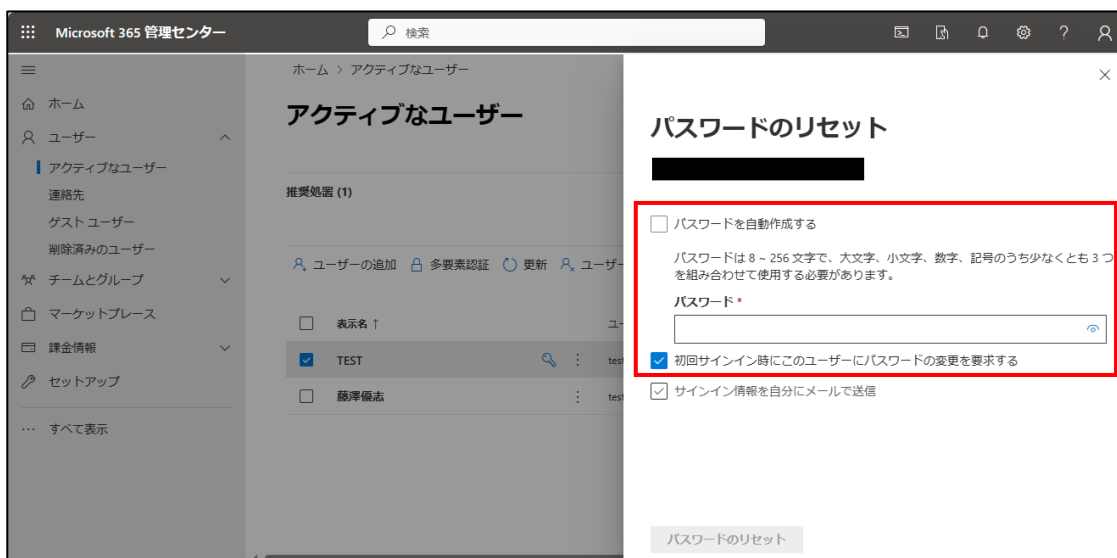 Microsoft 365 管理センター
検索
ホーム
ユーザー
アクティブなユーザー
連絡先
ゲスト ユーザー
削除済みのユーザー
チームとグループ
マーケットプレース
課金情報
セットアップ
すべて表示
ホーム > アクティブなユーザー
アクティブなユーザー
推奨処置 (1)
ユーザーの追加 多要素認証 更新 ユーザー
表示名 ↑ ユー
TEST test
藤澤優志 test
パスワードのリセット
パスワードを自動作成する
パスワードは 8 ~ 256 文字で、大文字、小文字、数字、記号のうち少なくとも 3 つ
を組み合わせて使用する必要があります。
パスワード *
初回サインイン時にこのユーザーにパスワードの変更を要求する
サインイン情報を自分にメールで送信
パスワードのリセット